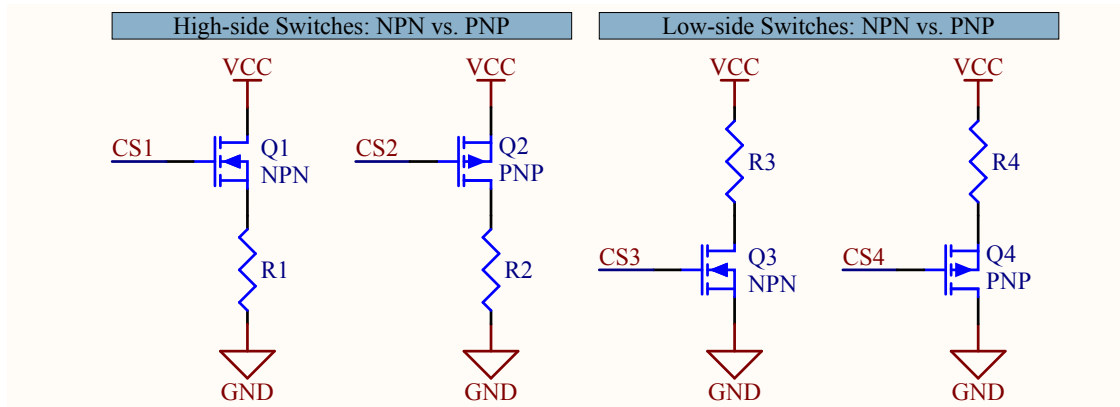 High-side Switches: NPN vs. PNP
Low-side Switches: NPN vs. PNP
VCC
VCC
VCC
VCC
CS1
Q1
NPN
CS2
Q2
PNP
R3
R4
R1
R2
CS3
Q3
NPN
CS4
Q4
PNP
GND
GND
GND
GND